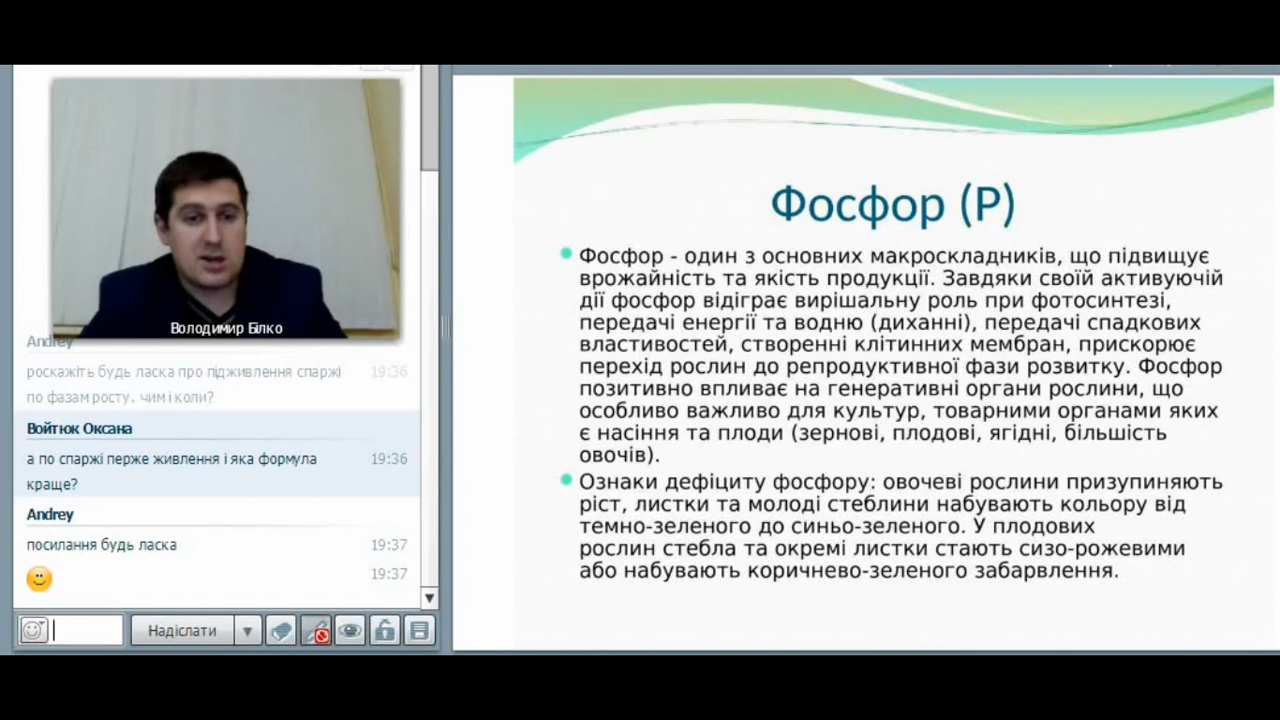 Володимир Білко
Andrey
роскажіть будь ласка про підживлення спаржі
19:36
по фазам росту. чим і коли?
Войтюк Оксана
а по спаржі перже живлення і яка формула
19:36
краще?
Andrey
посилання будь ласка
19:37
19:37
Надіслати
Фосфор (Р)
Фосфор - один з основних макроскладників, що підвищує
врожайність та якість продукції. Завдяки своїй активуючій
дії фосфор відіграє вирішальну роль при фотосинтезі,
передачі енергії та водню (диханні), передачі спадкових
властивостей, створенні клітинних мембран, прискорює
перехід рослин до репродуктивної фази розвитку. Фосфор
позитивно впливає на генеративні органи рослини, що
особливо важливо для культур, товарними органами яких
є насіння та плоди (зернові, плодові, ягідні, більшість
овочів).
Ознаки дефіциту фосфору: овочеві рослини призупиняють
ріст, листки та молоді стеблини набувають кольору від
темно-зеленого до синьо-зеленого. У плодових
рослин стебла та окремі листки стають сизо-рожевими
або набувають коричнево-зеленого забарвлення.